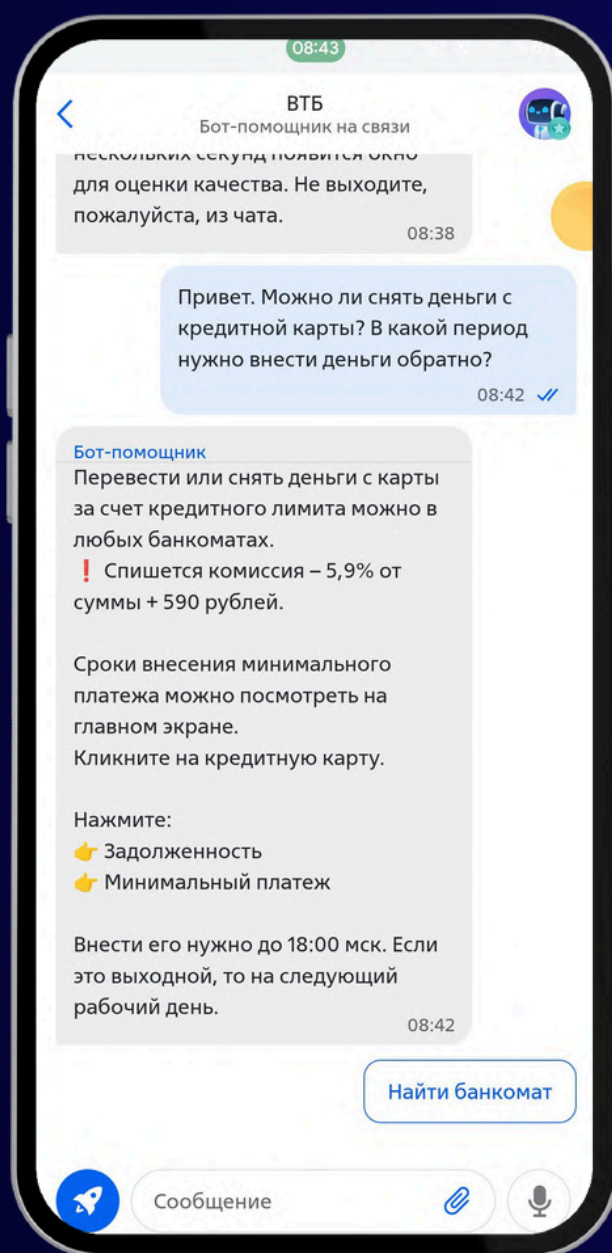 08:43
ВТБ
Бот-помощник на связи
нескольких секунд появится окно
для оценки качества. Не выходите,
пожалуйста, из чата.
08:38
Привет. Можно ли снять деньги с
кредитной карты? В какой период
нужно внести деньги обратно?
08:42
Бот-помощник
Перевести или снять деньги с карты
за счет кредитного лимита можно в
любых банкоматах.
❗ Спишется комиссия – 5,9% от
суммы + 590 рублей.
Сроки внесения минимального
платежа можно посмотреть на
главном экране.
Кликните на кредитную карту.
Нажмите:
👉 Задолженность
👉 Минимальный платеж
Внести его нужно до 18:00 мск. Если
это выходной, то на следующий
рабочий день.
08:42
Найти банкомат
Сообщение